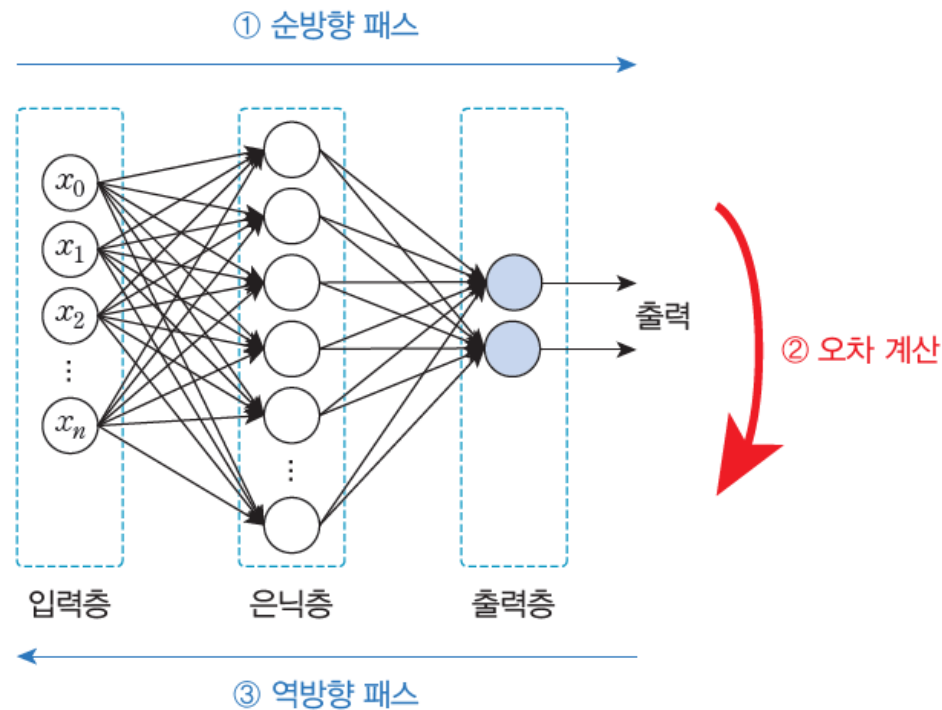 ① 순방향 패스
x₀
x₁
x₂
⋮
xₙ
⋮
출력
② 오차 계산
입력층
은닉층
출력층
③ 역방향 패스